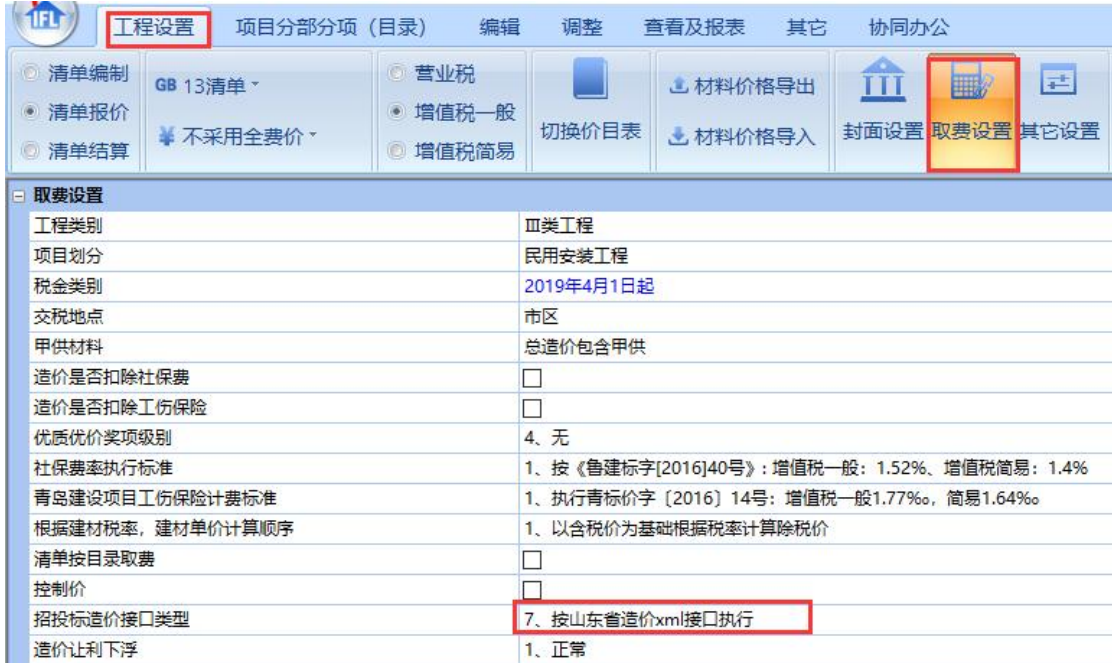 IFL
工程设置 项目分部分项（目录） 编辑 调整 查看及报表 其它 协同办公
清单编制
清单报价
清单结算
GB 13清单
¥ 不采用全费价
营业税
增值税一般
增值税简易
切换价目表
材料价格导出
材料价格导入
封面设置
取费设置
其它设置
取费设置
工程类别 Ⅲ类工程
项目划分 民用安装工程
税金类别 2019年4月1日起
交税地点 市区
甲供材料 总造价包含甲供
造价是否扣除社保费
造价是否扣除工伤保险
优质优价奖项级别 4、无
社保费率执行标准 1、按《鲁建标字[2016]40号》: 增值税一般：1.52%、增值税简易：1.4%
青岛建设项目工伤保险计费标准 1、执行青标价字〔2016〕14号：增值税一般1.77‰，简易1.64‰
根据建材税率，建材单价计算顺序 1、以含税价为基础根据税率计算除税价
清单按目录取费
控制价
招投标造价接口类型 7、按山东省造价xml接口执行
造价让利下浮 1、正常